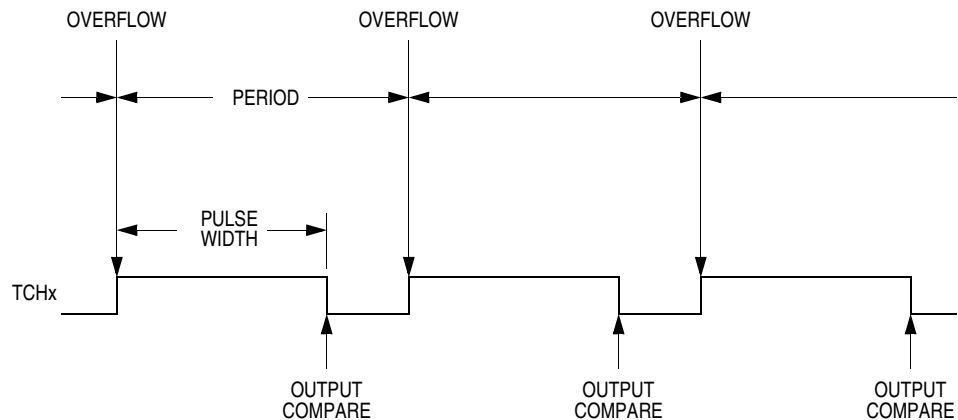 OVERFLOW
OVERFLOW
OVERFLOW
PERIOD
PULSE
WIDTH
TCHx
OUTPUT
COMPARE
OUTPUT
COMPARE
OUTPUT
COMPARE